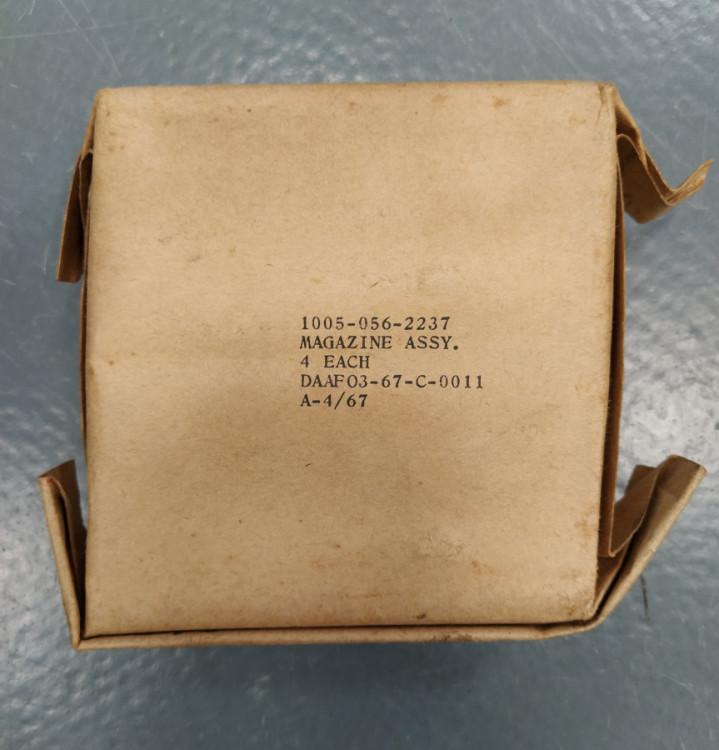 1005-056-2237
MAGAZINE ASSY.
4 EACH
DAAF03-67-C-0011
A-4/67